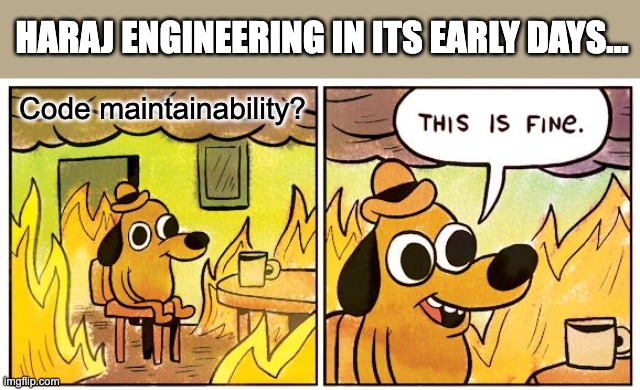 HARAJ ENGINEERING IN ITS EARLY DAYS...
Code maintainability?
THIS IS FINE.
imgflip.com